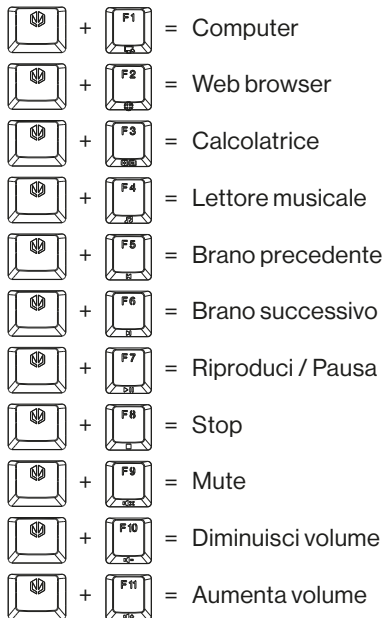 + F1 = Computer
+ F2 = Web browser
+ F3 = Calcolatrice
+ F4 = Lettore musicale
+ F5 = Brano precedente
+ F6 = Brano successivo
+ F7 = Riproduci / Pausa
+ F8 = Stop
+ F9 = Mute
+ F10 = Diminuisci volume
+ F11 = Aumenta volume